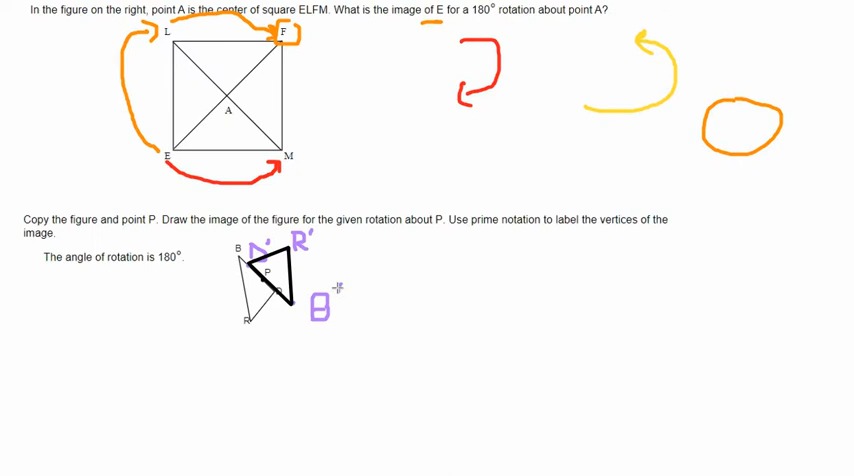 In the figure on the right, point A is the center of square ELFM. What is the image of E for a 180° rotation about point A?
L F
A
E M
Copy the figure and point P. Draw the image of the figure for the given rotation about P. Use prime notation to label the vertices of the
image.
The angle of rotation is 180°.
B R'
P
B
R